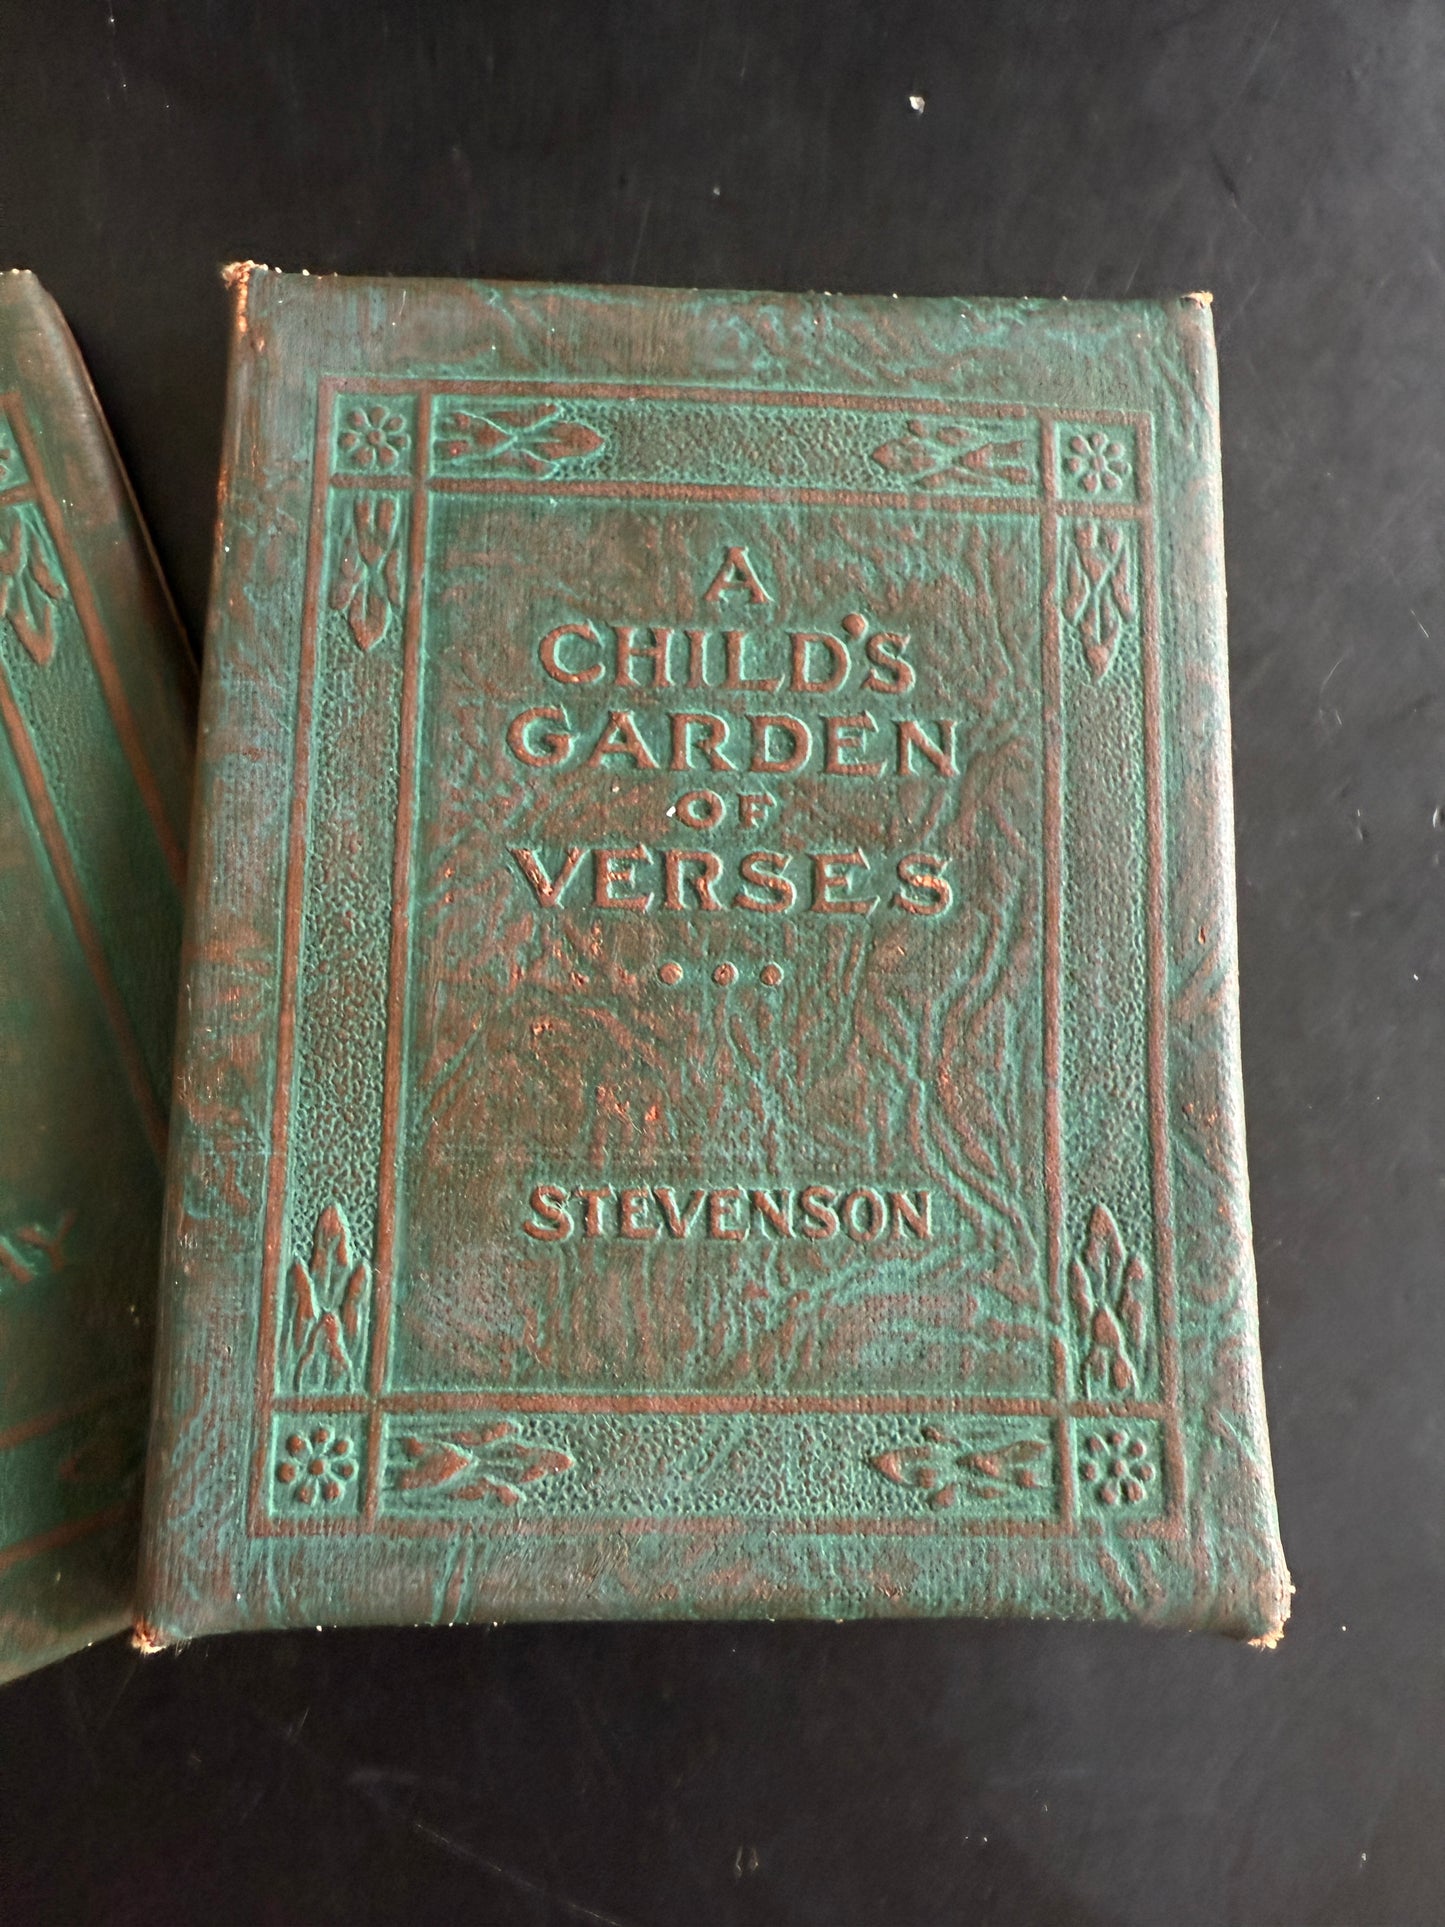 A
CHILD'S
GARDEN
OF
VERSES
STEVENSON